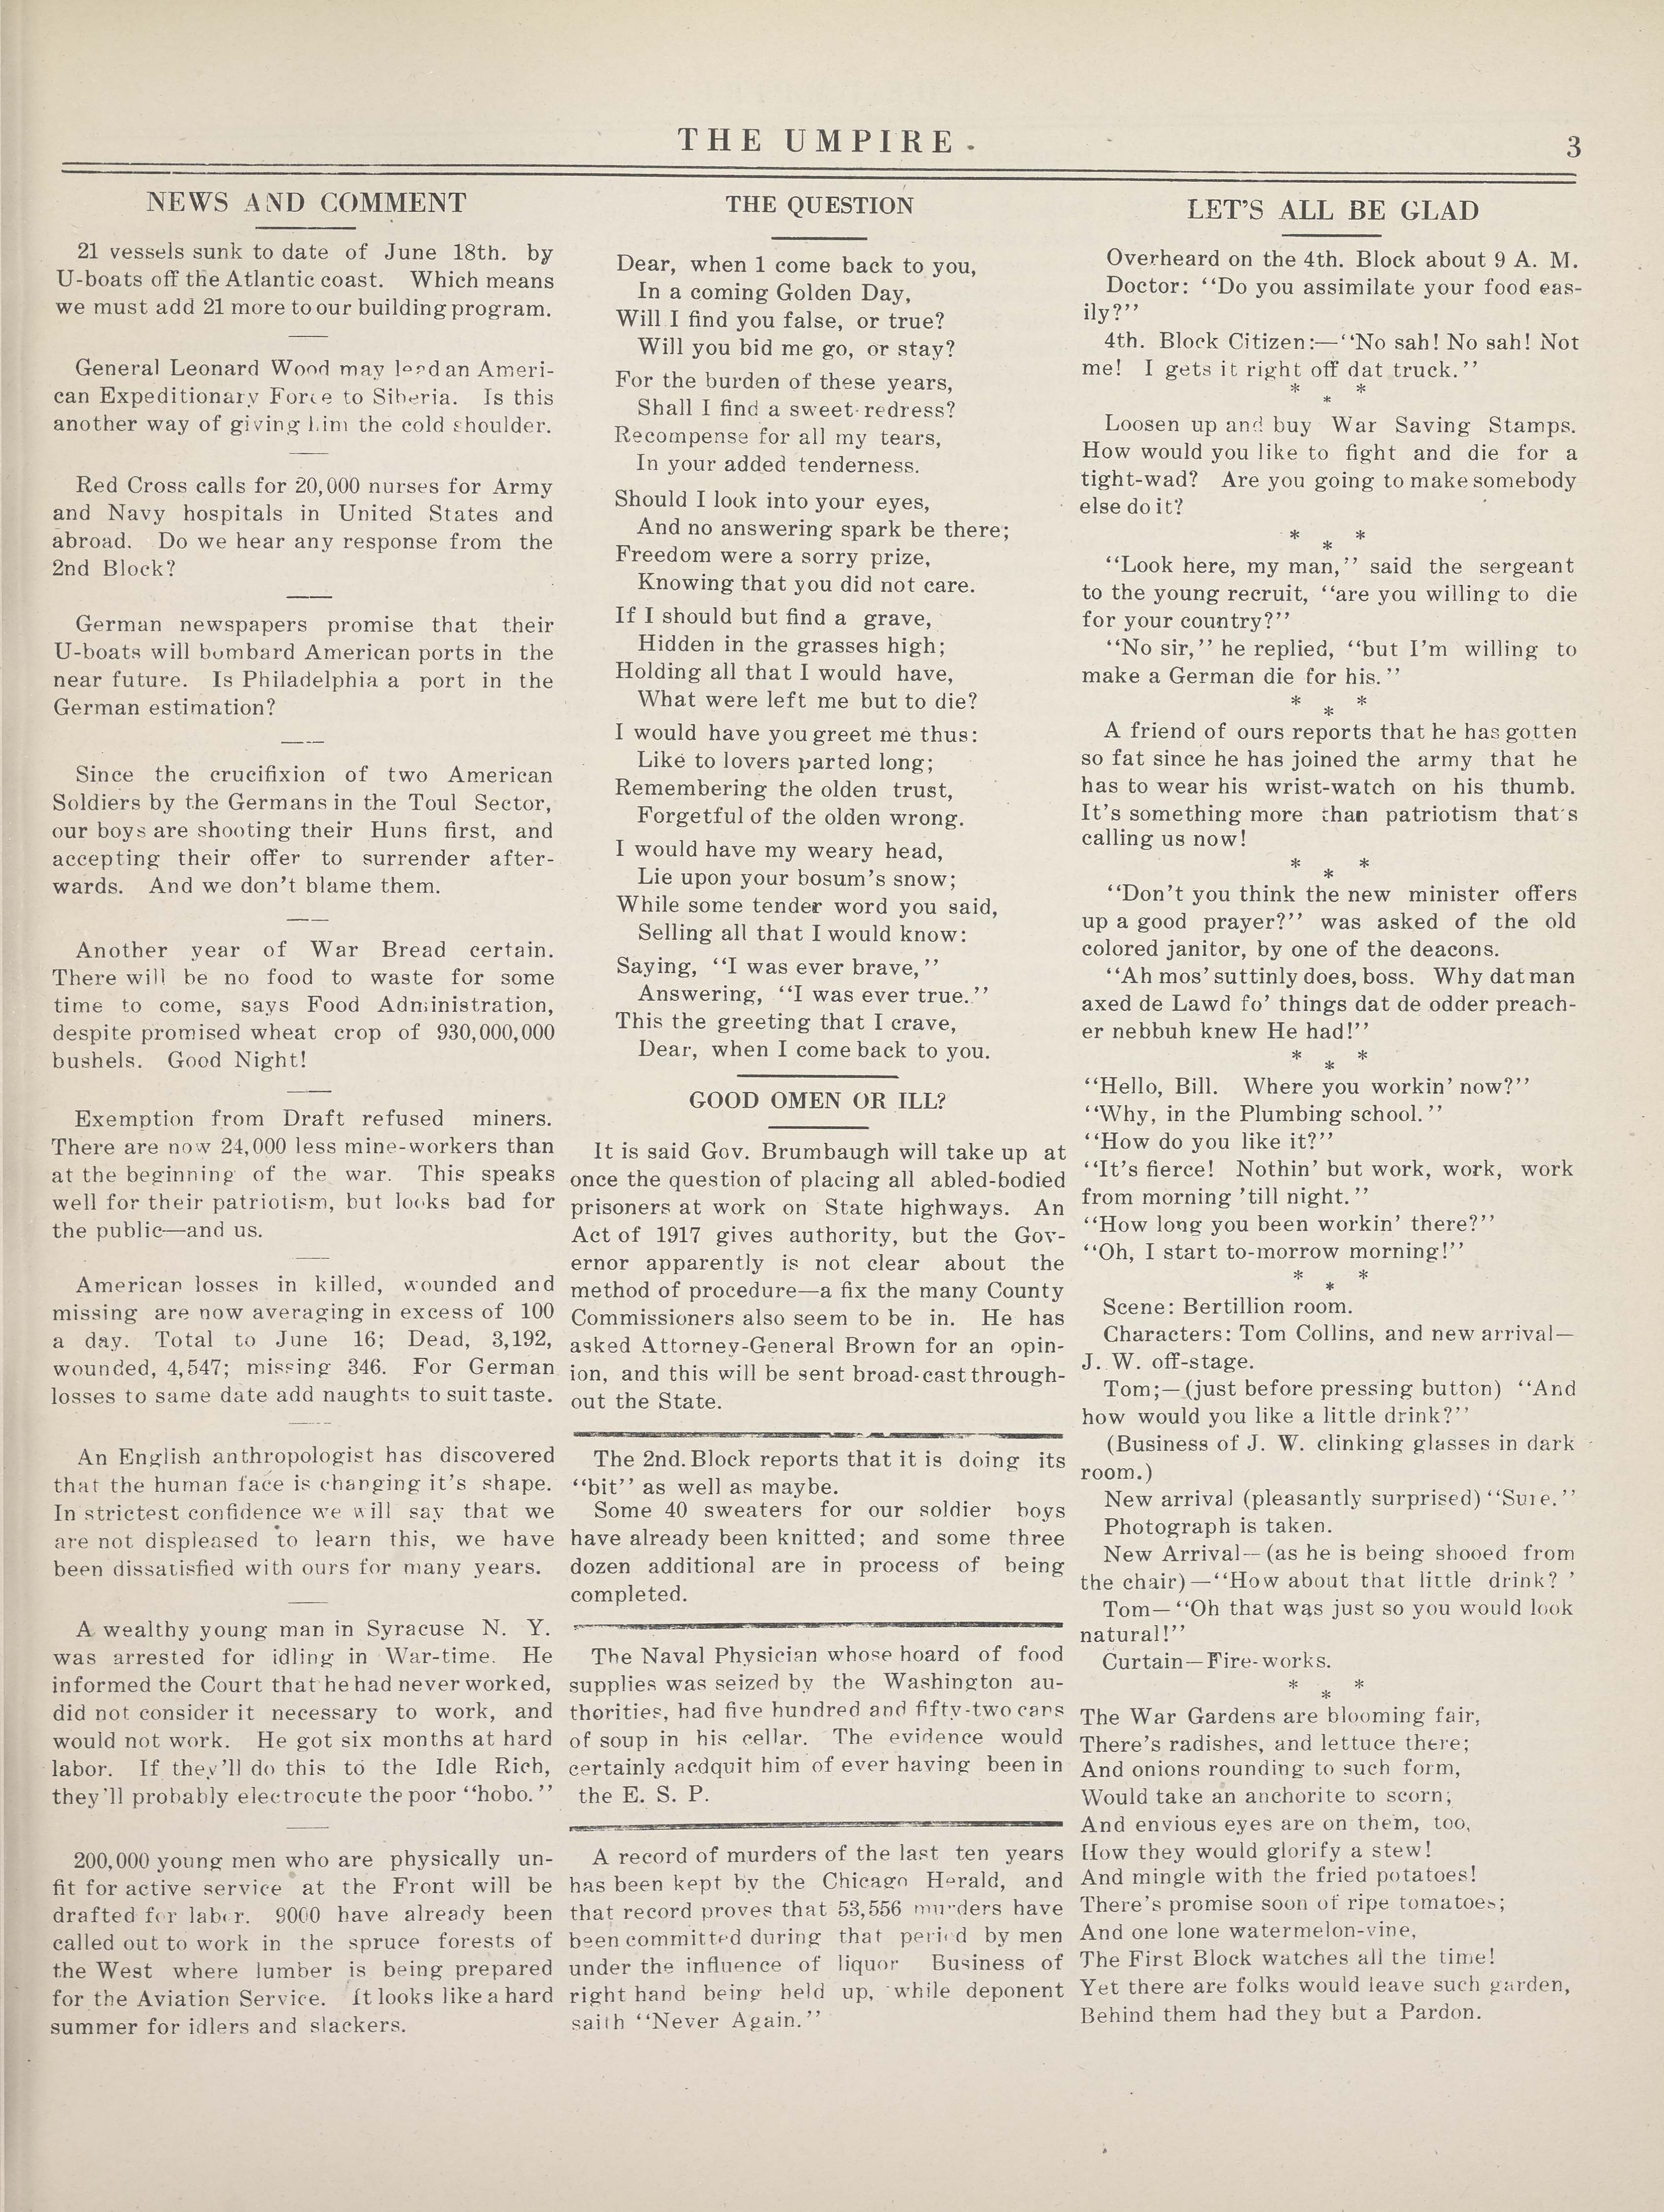 THE UMPIRE.
3
NEWS AND COMMENT
21 vessels sunk to date of June 18th. by
U-boats off the Atlantic coast. Which means
we must add 21 more to our building program.
General Leonard Wood may lead an Ameri-
can Expeditionary Force to Siberia. Is this
another way of giving him the cold shoulder.
Red Cross calls for 20,000 nurses for Army
and Navy hospitals in United States and
abroad. Do we hear any response from the
2nd Block?
German newspapers promise that their
U-boats will bombard American ports in the
near future. Is Philadelphia a port in the
German estimation?
Since the crucifixion of two American
Soldiers by the Germans in the Toul Sector,
our boys are shooting their Huns first, and
accepting their offer to surrender after-
wards. And we don't blame them.
Another year of War Bread certain.
There will be no food to waste for some
time to come, says Food Administration,
despite promised wheat crop of 930,000,000
bushels. Good Night!
Exemption from Draft refused miners.
There are now 24,000 less mine-workers than
at the beginning of the war. This speaks
well for their patriotism, but looks bad for
the public—and us.
American losses in killed, wounded and
missing are now averaging in excess of 100
a day. Total to June 16; Dead, 3,192,
wounded, 4,547; missing 346. For German
losses to same date add naughts to suit taste.
An English anthropologist has discovered
that the human face is changing it's shape.
In strictest confidence we will say that we
are not displeased to learn this, we have
been dissatisfied with ours for many years.
A wealthy young man in Syracuse N. Y.
was arrested for idling in War-time. He
informed the Court that he had never worked,
did not consider it necessary to work, and
would not work. He got six months at hard
labor. If they'll do this to the Idle Rich,
they'll probably electrocute the poor "hobo."
200,000 young men who are physically un-
fit for active service at the Front will be
drafted for labor. 9000 have already been
called out to work in the spruce forests of
the West where lumber is being prepared
for the Aviation Service. It looks like a hard
summer for idlers and slackers.
THE QUESTION
Dear, when 1 come back to you,
In a coming Golden Day,
Will I find you false, or true?
Will you bid me go, or stay?
For the burden of these years,
Shall I find a sweet redress?
Recompense for all my tears,
In your added tenderness.
Should I look into your eyes,
And no answering spark be there;
Freedom were a sorry prize,
Knowing that you did not care.
If I should but find a grave,
Hidden in the grasses high;
Holding all that I would have,
What were left me but to die?
I would have you greet me thus:
Like to lovers parted long;
Remembering the olden trust,
Forgetful of the olden wrong.
I would have my weary head,
Lie upon your bosum's snow;
While some tender word you said,
Selling all that I would know:
Saying, "I was ever brave,"
Answering, "I was ever true."
This the greeting that I crave,
Dear, when I come back to you.
GOOD OMEN OR ILL?
It is said Gov. Brumbaugh will take up at
once the question of placing all abled-bodied
prisoners at work on State highways. An
Act of 1917 gives authority, but the Gov-
ernor apparently is not clear about the
method of procedure—a fix the many County
Commissioners also seem to be in. He has
asked Attorney-General Brown for an opin-
ion, and this will be sent broad-cast through-
out the State.
The 2nd. Block reports that it is doing its
"bit" as well as maybe.
Some 40 sweaters for our soldier boys
have already been knitted; and some three
dozen additional are in process of being
completed.
The Naval Physician whose hoard of food
supplies was seized by the Washington au-
thorities, had five hundred and fifty-two cans
of soup in his cellar. The evidence would
certainly acdquit him of ever having been in
the E. S. P.
A record of murders of the last ten years
has been kept by the Chicago Herald, and
that record proves that 53,556 murders have
been committed during that period by men
under the influence of liquor Business of
right hand being held up, while deponent
saith "Never Again."
LET'S ALL BE GLAD
Overheard on the 4th. Block about 9 A. M.
Doctor: "Do you assimilate your food eas-
ily?"
4th. Block Citizen:—"No sah! No sah! Not
me! I gets it right off dat truck."
* * *
Loosen up and buy War Saving Stamps.
How would you like to fight and die for a
tight-wad? Are you going to make somebody
else do it?
* * *
"Look here, my man," said the sergeant
to the young recruit, "are you willing to die
for your country?"
"No sir," he replied, "but I'm willing to
make a German die for his."
* * *
A friend of ours reports that he has gotten
so fat since he has joined the army that he
has to wear his wrist-watch on his thumb.
It's something more than patriotism that's
calling us now!
* * *
"Don't you think the new minister offers
up a good prayer?" was asked of the old
colored janitor, by one of the deacons.
"Ah mos' suttinly does, boss. Why dat man
axed de Lawd fo' things dat de odder preach-
er nebbuh knew He had!"
* * *
"Hello, Bill. Where you workin' now?"
"Why, in the Plumbing school."
"How do you like it?"
"It's fierce! Nothin' but work, work, work
from morning 'till night."
"How long you been workin' there?"
"Oh, I start to-morrow morning!"
* * *
Scene: Bertillion room.
Characters: Tom Collins, and new arrival—
J. W. off-stage.
Tom;—(just before pressing button) "And
how would you like a little drink?"
(Business of J. W. clinking glasses in dark
room.)
New arrival (pleasantly surprised) "Sure."
Photograph is taken.
New Arrival—(as he is being shooed from
the chair)—"How about that little drink?'
Tom—"Oh that was just so you would look
natural!"
Curtain—Fire-works.
* * *
The War Gardens are blooming fair,
There's radishes, and lettuce there;
And onions rounding to such form,
Would take an anchorite to scorn;
And envious eyes are on them, too,
How they would glorify a stew!
And mingle with the fried potatoes!
There's promise soon of ripe tomatoes;
And one lone watermelon-vine,
The First Block watches all the time!
Yet there are folks would leave such garden,
Behind them had they but a Pardon.